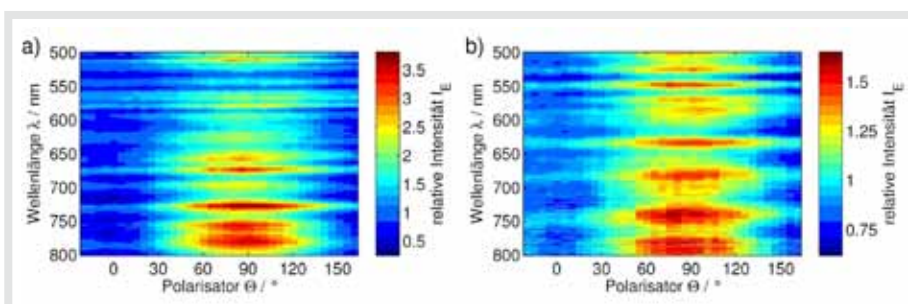 a)
500
550
600
650
700
750
800
Wellenlänge λ / nm
0 30 60 90 120 150
Polarisator Θ / °
3.5
3
2.5
2
1.5
1
0.5
relative Intensität I_E
b)
500
550
600
650
700
750
800
Wellenlänge λ / nm
0 30 60 90 120 150
Polarisator Θ / °
1.5
1.25
1
0.75
relative Intensität I_E